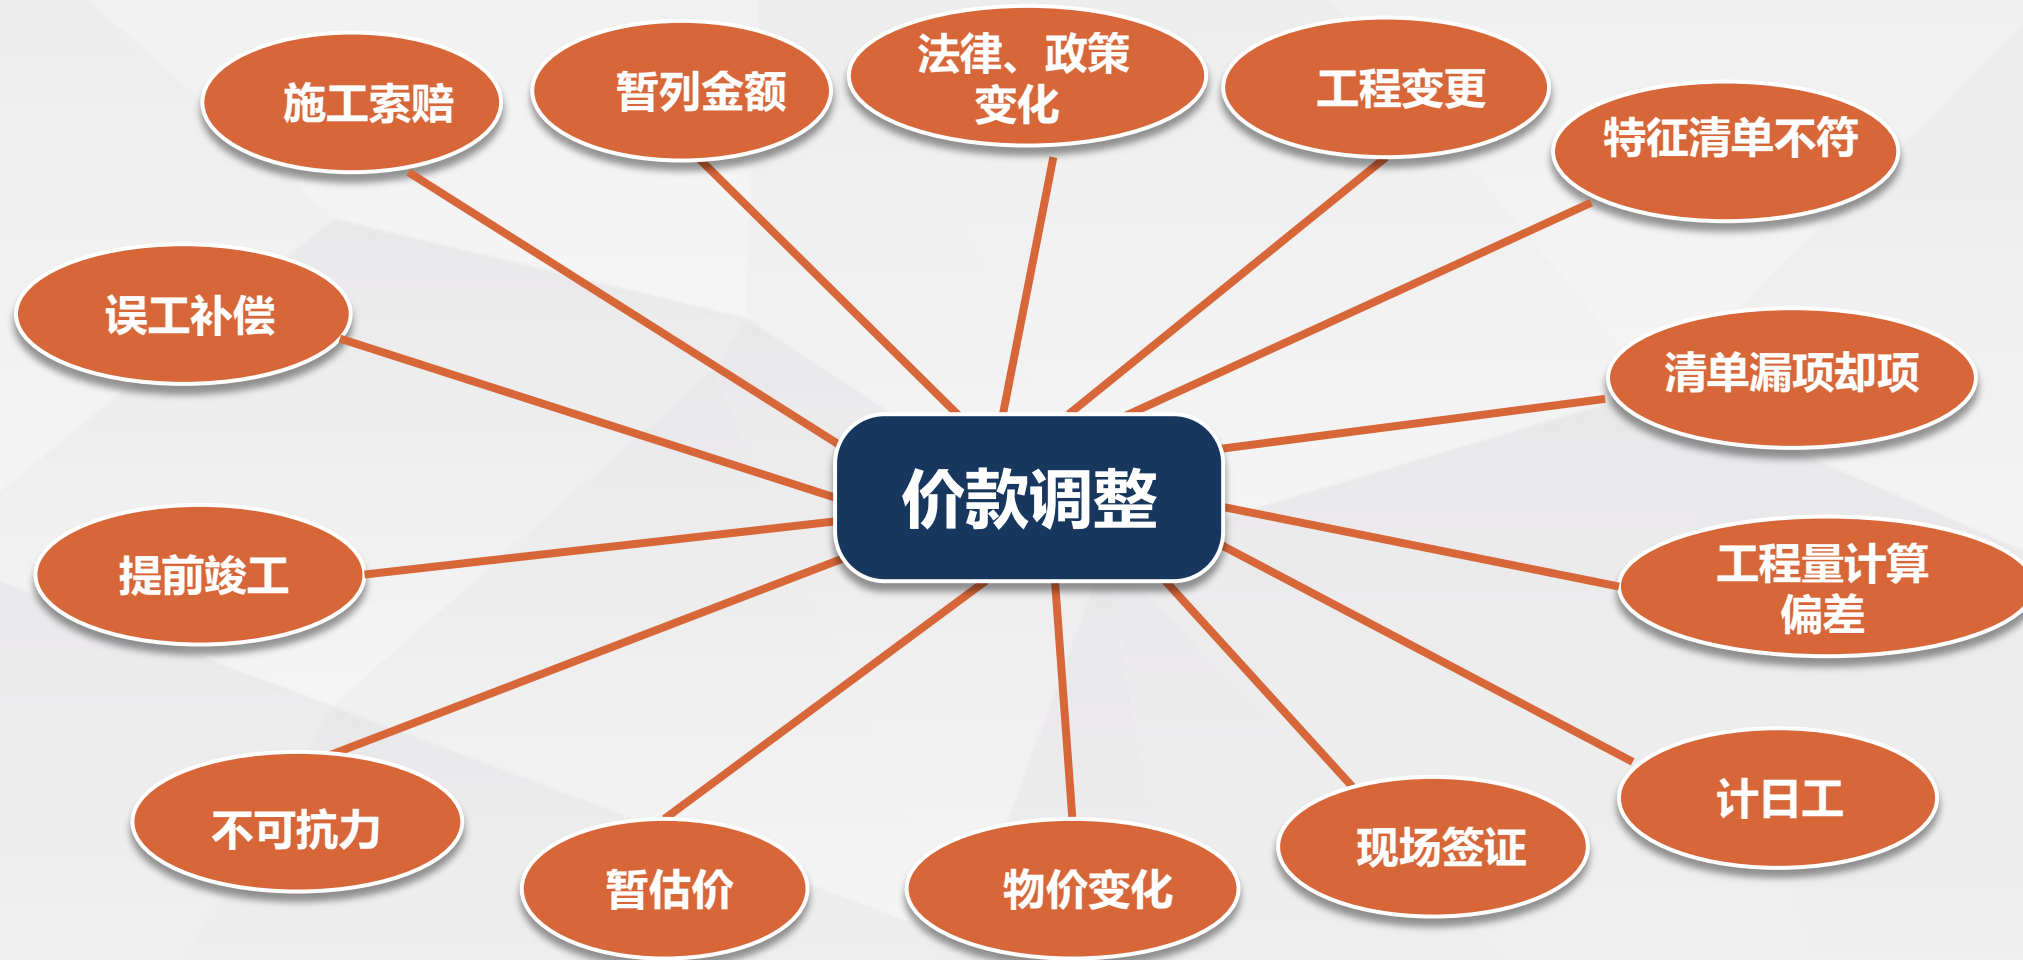 施工索赔
暂列金额
法律、政策
变化
工程变更
特征清单不符
误工补偿
清单漏项却项
价款调整
提前竣工
工程量计算
偏差
不可抗力
计日工
现场签证
暂估价
物价变化